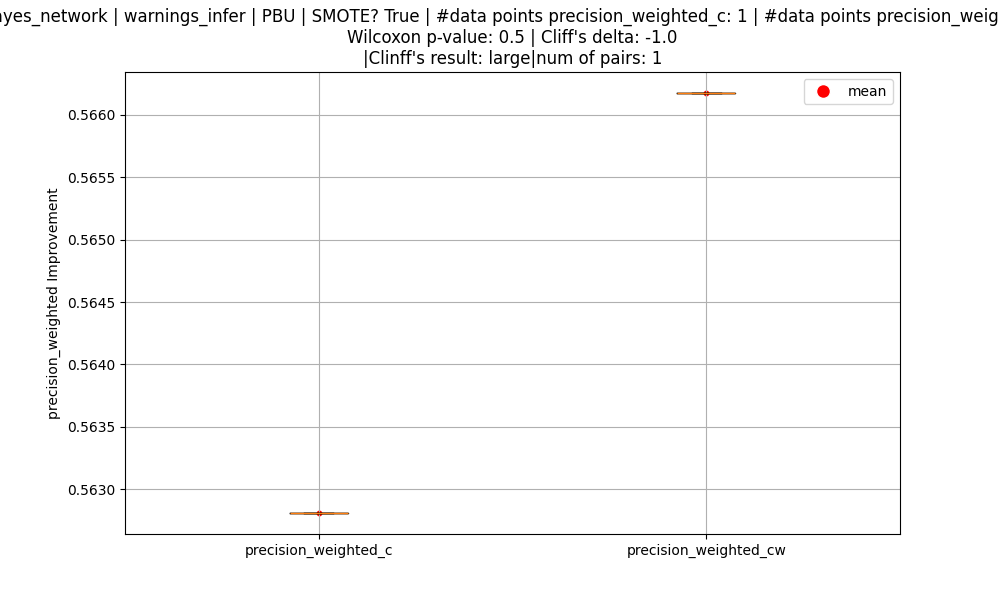 yes_network | warnings_infer | PBU | SMOTE? True | #data points precision_weighted_c: 1 | #data points precision_weig
Wilcoxon p-value: 0.5 | Cliff's delta: -1.0
|Clinff's result: large|num of pairs: 1
mean
0.5660
0.5655
0.5650
0.5645
0.5640
0.5635
0.5630
precision_weighted Improvement
precision_weighted_c
precision_weighted_cw